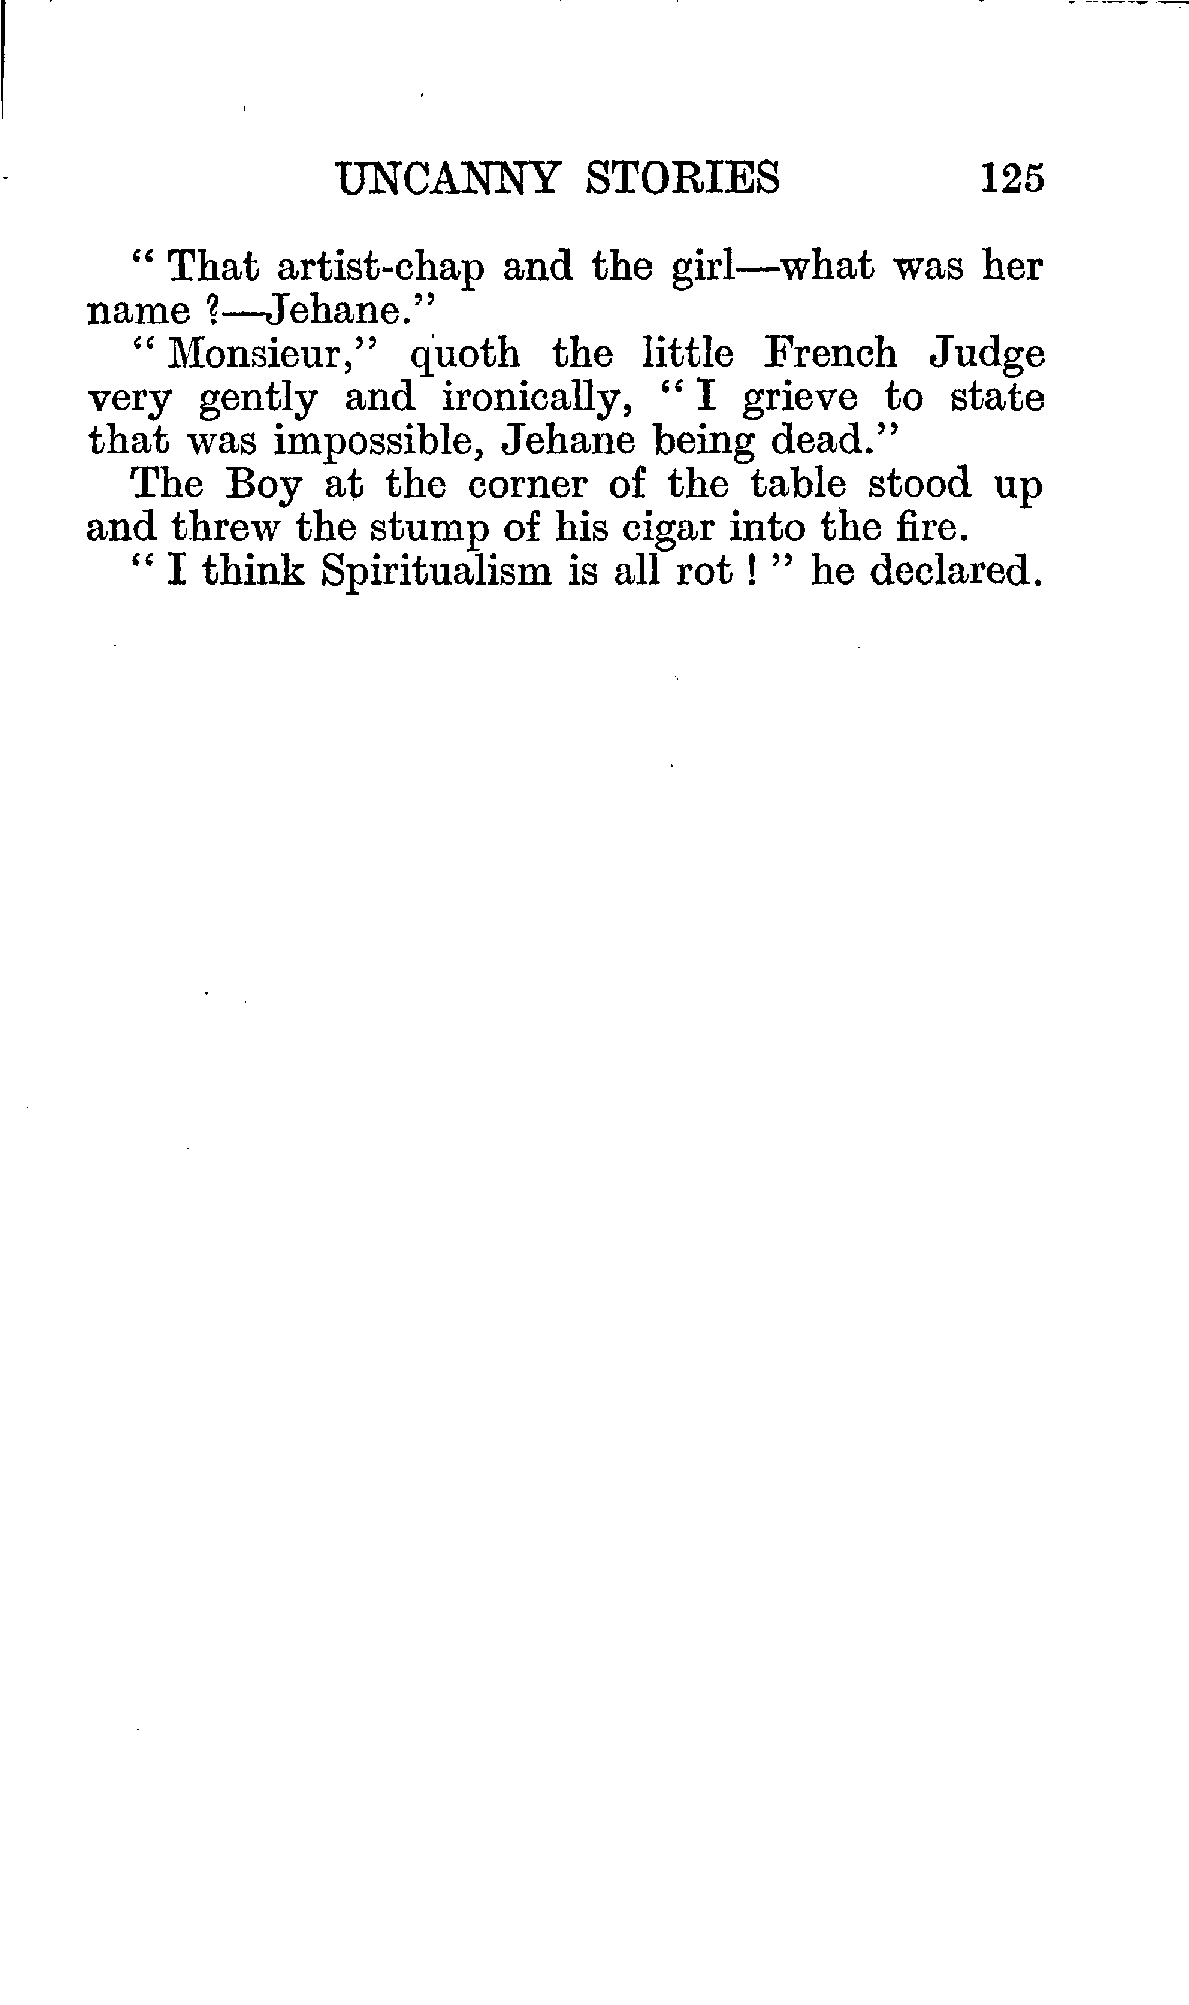 UNCANNY STORIES 125
“ That artist-chap and the girl—what was her
name ?—Jehane.”
“ Monsieur,” quoth the little French Judge
very gently and ironically, “ I grieve to state
that was impossible, Jehane being dead.”
The Boy at the corner of the table stood up
and threw the stump of his cigar into the fire.
“ I think Spiritualism is all rot ! ” he declared.